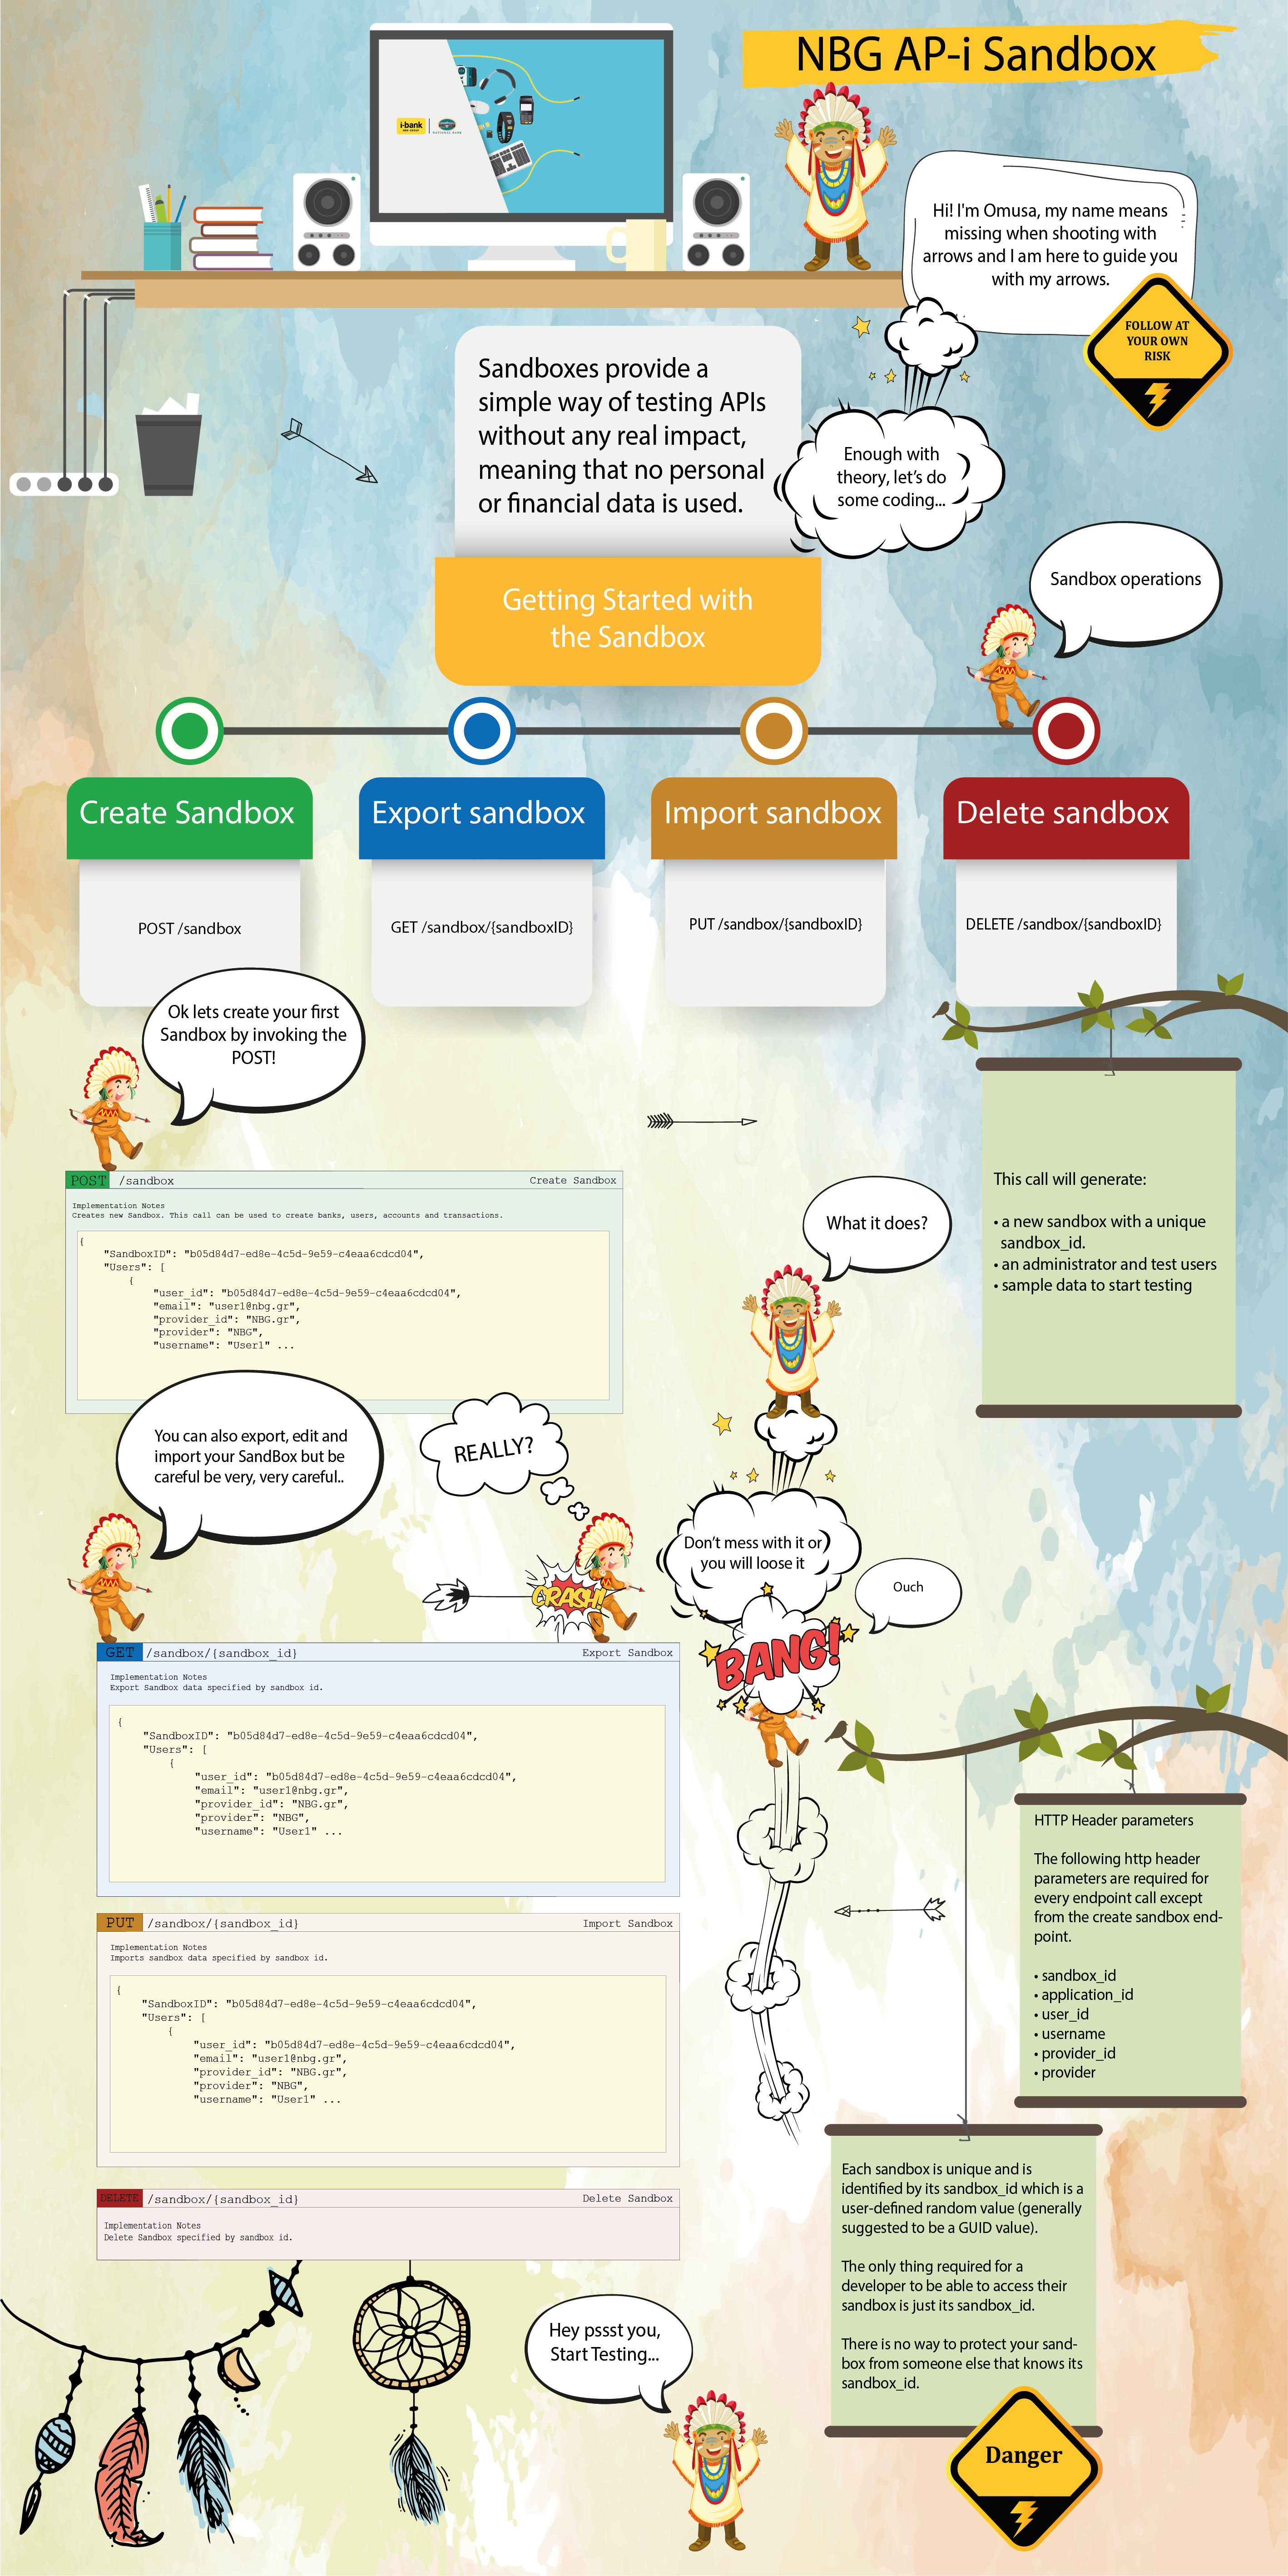 NBG AP-i Sandbox
i-bank
Hi! I'm Omusa, my name means
missing when shooting with
arrows and I am here to guide you
with my arrows.
FOLLOW AT
YOUR OWN
RISK
Sandboxes provide a
simple way of testing APIs
without any real impact,
meaning that no personal
or financial data is used.
Enough with
theory, let's do
some coding...
Getting Started with
the Sandbox
Sandbox operations
Create Sandbox
Export sandbox
Import sandbox
Delete sandbox
POST /sandbox
GET /sandbox/{sandboxID}
PUT /sandbox/{sandboxID}
DELETE /sandbox/{sandboxID}
Ok lets create your first
Sandbox by invoking the
POST!
POST /sandbox Create Sandbox
Implementation Notes
Creates new Sandbox. This call can be used to create banks, users, accounts and transactions.
{
"SandboxID": "b05d84d7-ed8e-4c5d-9e59-c4eaa6cdcd04",
"Users": [
{
"user_id": "b05d84d7-ed8e-4c5d-9e59-c4eaa6cdcd04",
"email": "user1@nbg.gr",
"provider_id": "NBG.gr",
"provider": "NBG",
"username": "User1" ...
What it does?
This call will generate:
• a new sandbox with a unique
sandbox_id.
• an administrator and test users
• sample data to start testing
You can also export, edit and
import your SandBox but be
careful be very, very careful..
REALLY?
CRASH!
Don't mess with it or
you will loose it
Ouch
BANG!
GET /sandbox/{sandbox_id} Export Sandbox
Implementation Notes
Export Sandbox data specified by sandbox id.
{
"SandboxID": "b05d84d7-ed8e-4c5d-9e59-c4eaa6cdcd04",
"Users": [
{
"user_id": "b05d84d7-ed8e-4c5d-9e59-c4eaa6cdcd04",
"email": "user1@nbg.gr",
"provider_id": "NBG.gr",
"provider": "NBG",
"username": "User1" ...
HTTP Header parameters
The following http header
parameters are required for
every endpoint call except
from the create sandbox end-
point.
• sandbox_id
• application_id
• user_id
• username
• provider_id
• provider
PUT /sandbox/{sandbox_id} Import Sandbox
Implementation Notes
Imports sandbox data specified by sandbox id.
{
"SandboxID": "b05d84d7-ed8e-4c5d-9e59-c4eaa6cdcd04",
"Users": [
{
"user_id": "b05d84d7-ed8e-4c5d-9e59-c4eaa6cdcd04",
"email": "user1@nbg.gr",
"provider_id": "NBG.gr",
"provider": "NBG",
"username": "User1" ...
DELETE /sandbox/{sandbox_id} Delete Sandbox
Implementation Notes
Delete Sandbox specified by sandbox id.
Each sandbox is unique and is
identified by its sandbox_id which is a
user-defined random value (generally
suggested to be a GUID value).
The only thing required for a
developer to be able to access their
sandbox is just its sandbox_id.
There is no way to protect your sand-
box from someone else that knows its
sandbox_id.
Hey pssst you,
Start Testing...
Danger